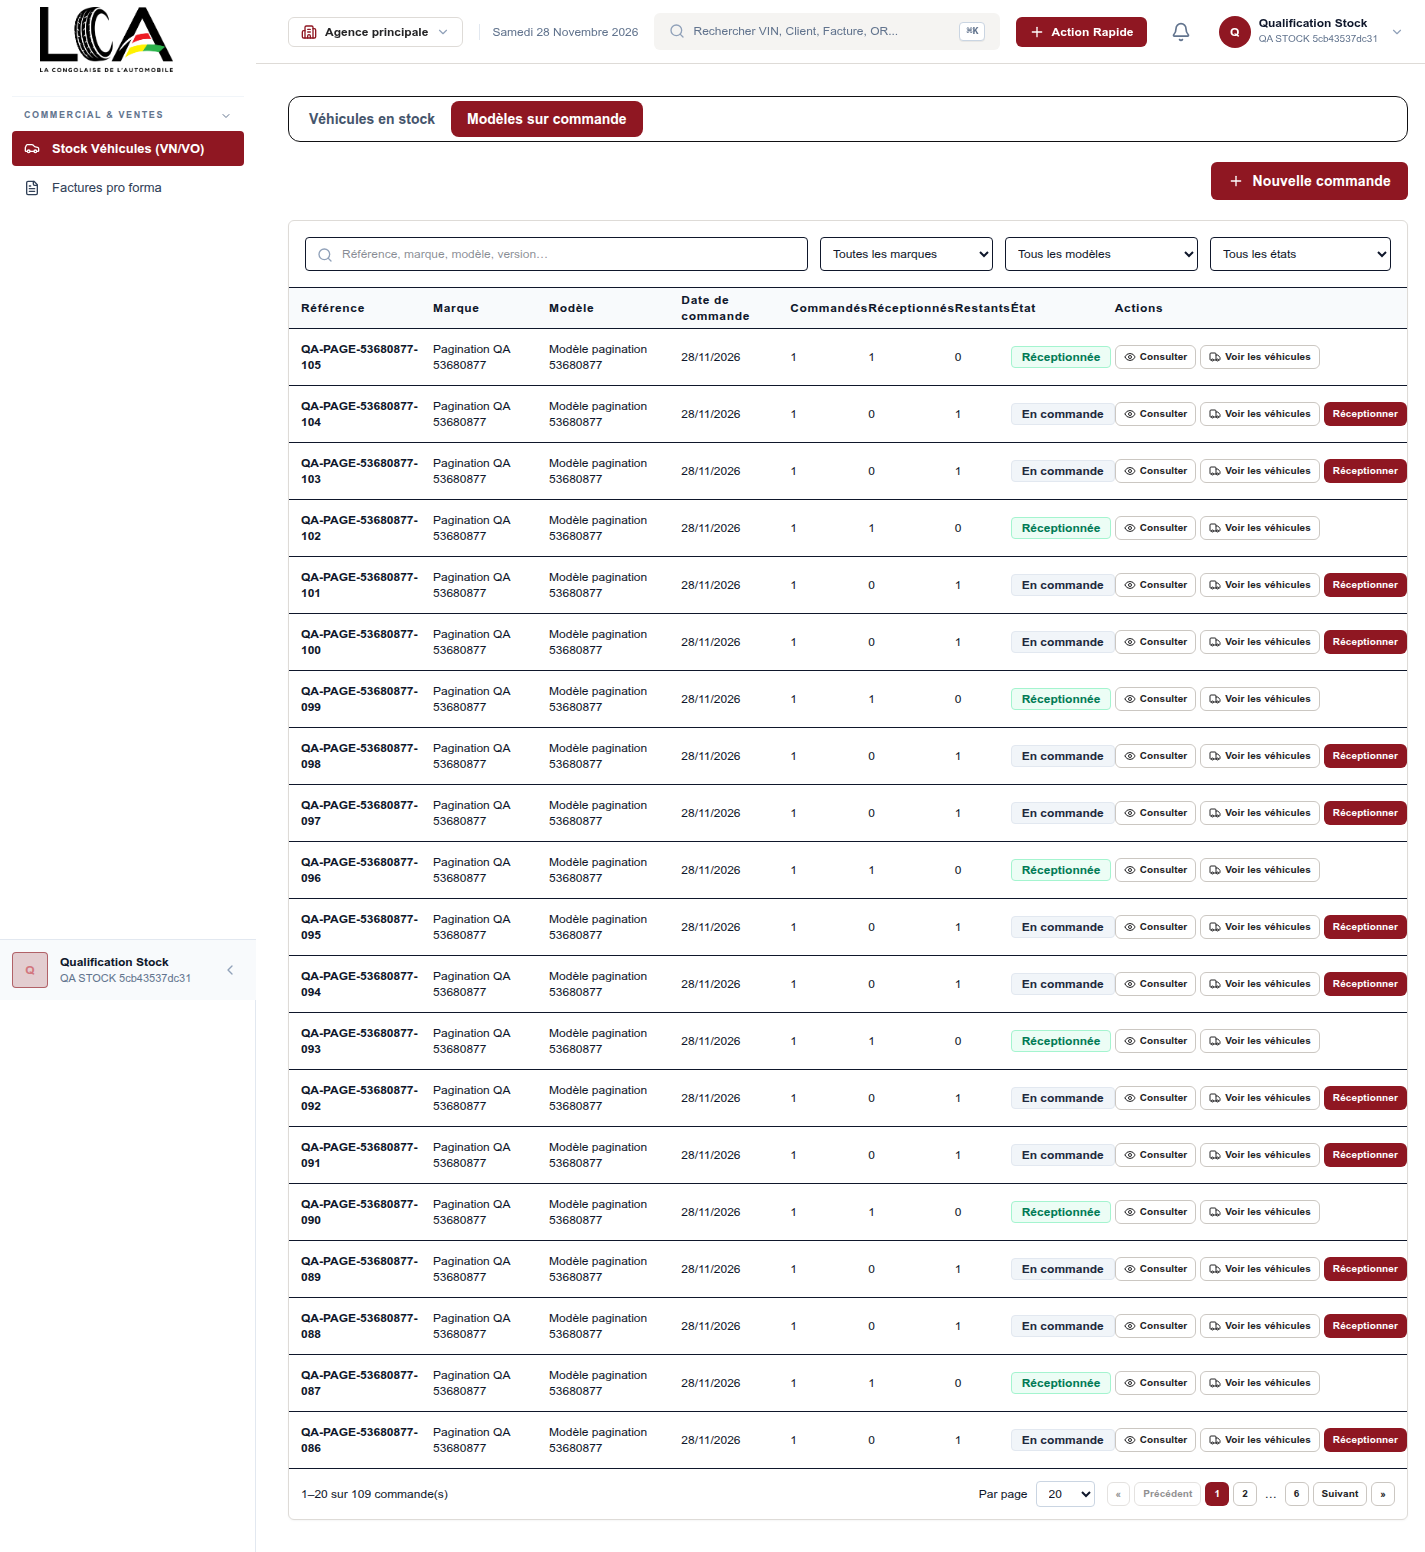 LCA
LA CONGOLAISE DE L'AUTOMOBILE
Agence principale
Samedi 28 Novembre 2026
Rechercher VIN, Client, Facture, OR...
⌘K
+ Action Rapide
Q
Qualification Stock
QA STOCK 5cb43537dc31
COMMERCIAL & VENTES
Stock Véhicules (VN/VO)
Factures pro forma
Véhicules en stock
Modèles sur commande
+ Nouvelle commande
Référence, marque, modèle, version…
Toutes les marques
Tous les modèles
Tous les états
Référence Marque Modèle Date de commande Commandés Réceptionnés Restants État Actions
QA-PAGE-53680877-105 Pagination QA 53680877 Modèle pagination 53680877 28/11/2026 1 1 0 Réceptionnée Consulter Voir les véhicules
QA-PAGE-53680877-104 Pagination QA 53680877 Modèle pagination 53680877 28/11/2026 1 0 1 En commande Consulter Voir les véhicules Réceptionner
QA-PAGE-53680877-103 Pagination QA 53680877 Modèle pagination 53680877 28/11/2026 1 0 1 En commande Consulter Voir les véhicules Réceptionner
QA-PAGE-53680877-102 Pagination QA 53680877 Modèle pagination 53680877 28/11/2026 1 1 0 Réceptionnée Consulter Voir les véhicules
QA-PAGE-53680877-101 Pagination QA 53680877 Modèle pagination 53680877 28/11/2026 1 0 1 En commande Consulter Voir les véhicules Réceptionner
QA-PAGE-53680877-100 Pagination QA 53680877 Modèle pagination 53680877 28/11/2026 1 0 1 En commande Consulter Voir les véhicules Réceptionner
QA-PAGE-53680877-099 Pagination QA 53680877 Modèle pagination 53680877 28/11/2026 1 1 0 Réceptionnée Consulter Voir les véhicules
QA-PAGE-53680877-098 Pagination QA 53680877 Modèle pagination 53680877 28/11/2026 1 0 1 En commande Consulter Voir les véhicules Réceptionner
QA-PAGE-53680877-097 Pagination QA 53680877 Modèle pagination 53680877 28/11/2026 1 0 1 En commande Consulter Voir les véhicules Réceptionner
QA-PAGE-53680877-096 Pagination QA 53680877 Modèle pagination 53680877 28/11/2026 1 1 0 Réceptionnée Consulter Voir les véhicules
QA-PAGE-53680877-095 Pagination QA 53680877 Modèle pagination 53680877 28/11/2026 1 0 1 En commande Consulter Voir les véhicules Réceptionner
QA-PAGE-53680877-094 Pagination QA 53680877 Modèle pagination 53680877 28/11/2026 1 0 1 En commande Consulter Voir les véhicules Réceptionner
QA-PAGE-53680877-093 Pagination QA 53680877 Modèle pagination 53680877 28/11/2026 1 1 0 Réceptionnée Consulter Voir les véhicules
QA-PAGE-53680877-092 Pagination QA 53680877 Modèle pagination 53680877 28/11/2026 1 0 1 En commande Consulter Voir les véhicules Réceptionner
QA-PAGE-53680877-091 Pagination QA 53680877 Modèle pagination 53680877 28/11/2026 1 0 1 En commande Consulter Voir les véhicules Réceptionner
QA-PAGE-53680877-090 Pagination QA 53680877 Modèle pagination 53680877 28/11/2026 1 1 0 Réceptionnée Consulter Voir les véhicules
QA-PAGE-53680877-089 Pagination QA 53680877 Modèle pagination 53680877 28/11/2026 1 0 1 En commande Consulter Voir les véhicules Réceptionner
QA-PAGE-53680877-088 Pagination QA 53680877 Modèle pagination 53680877 28/11/2026 1 0 1 En commande Consulter Voir les véhicules Réceptionner
QA-PAGE-53680877-087 Pagination QA 53680877 Modèle pagination 53680877 28/11/2026 1 1 0 Réceptionnée Consulter Voir les véhicules
QA-PAGE-53680877-086 Pagination QA 53680877 Modèle pagination 53680877 28/11/2026 1 0 1 En commande Consulter Voir les véhicules Réceptionner
1–20 sur 109 commande(s)
Par page 20 « Précédent 1 2 … 6 Suivant »
Q
Qualification Stock
QA STOCK 5cb43537dc31